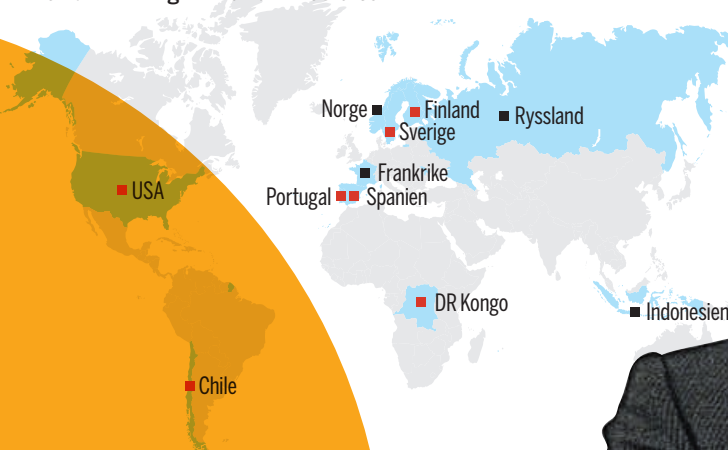 Norge
Finland
Ryssland
Sverige
Frankrike
Portugal
Spanien
USA
DR Kongo
Indonesien
Chile